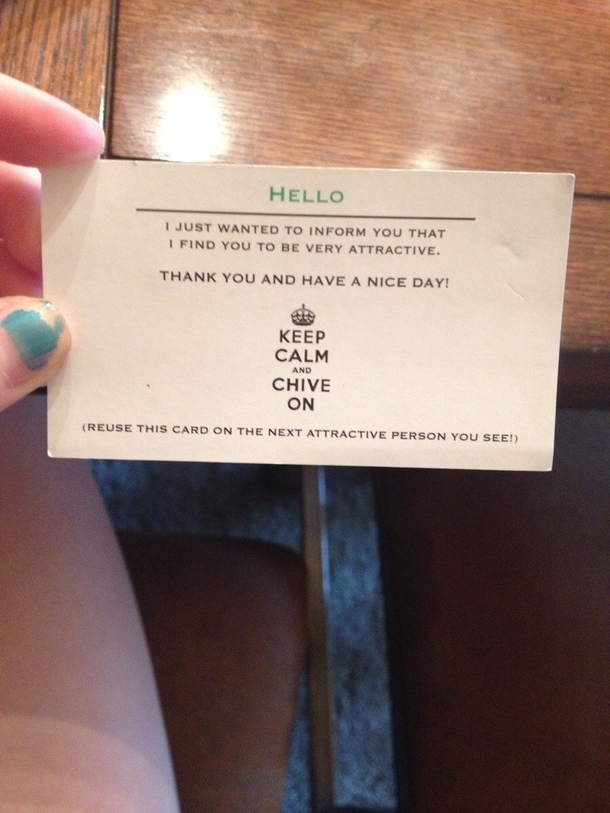 HELLO
I JUST WANTED TO INFORM YOU THAT
I FIND YOU TO BE VERY ATTRACTIVE.
THANK YOU AND HAVE A NICE DAY!
KEEP
CALM
AND
CHIVE
ON
(REUSE THIS CARD ON THE NEXT ATTRACTIVE PERSON YOU SEE!)